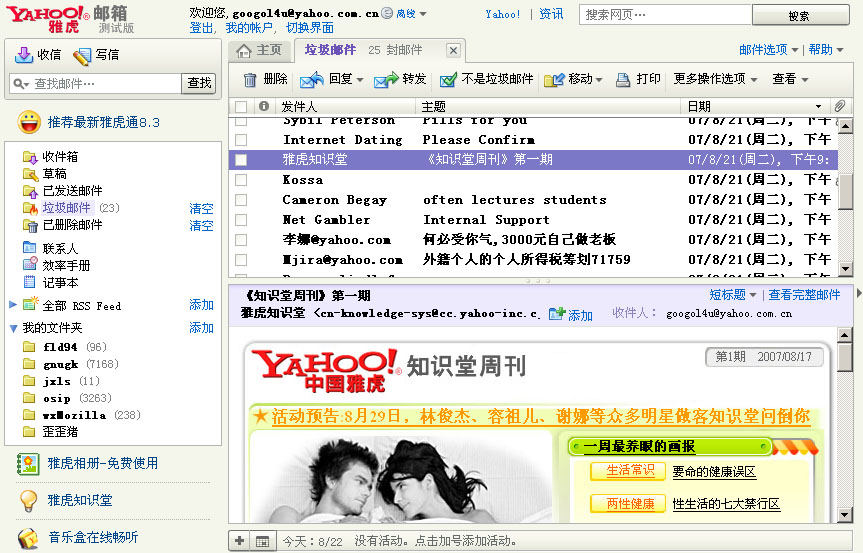 YAHOO! 邮箱
雅虎 测试版
欢迎您, googol4u@yahoo.com.cn 离线
登出, 我的帐户, 切换界面
Yahoo! | 资讯
搜索网页…
搜索
收信 写信
查找邮件… 查找
推荐最新雅虎通8.3
收件箱
草稿
已发送邮件
垃圾邮件 (23) 清空
已删除邮件 清空
联系人
效率手册
记事本
全部 RSS Feed 添加
我的文件夹 添加
fld94 (96)
gnugk (7168)
jxls (11)
osip (3263)
wxMozilla (238)
歪歪猪
雅虎相册-免费使用
雅虎知识堂
音乐盒在线畅听
主页 垃圾邮件 25 封邮件
邮件选项 | 帮助
删除 回复 转发 不是垃圾邮件 移动 打印 更多操作选项 查看
发件人 主题 日期
Sybil Peterson Pills for you 07/8/21(周二), 下午
Internet Dating Please Confirm 07/8/21(周二), 下午
雅虎知识堂 《知识堂周刊》第一期 07/8/21(周二), 下午9:
Kossa 07/8/21(周二), 下午
Cameron Begay often lectures students 07/8/21(周二), 下午
Net Gambler Internal Support 07/8/21(周二), 下午
李娜@yahoo.com 何必受你气,3000元自己做老板 07/8/21(周二), 下午
Mjira@yahoo.com 外籍个人的个人所得税筹划71759 07/8/21(周二), 下午
《知识堂周刊》第一期
短标题 | 查看完整邮件
雅虎知识堂 <cn-knowledge-sys@cc.yahoo-inc.c. 添加 收件人: googol4u@yahoo.com.cn
YAHOO! 中国雅虎 知识堂周刊
第1期 2007/08/17
活动预告:8月29日，林俊杰、容祖儿、谢娜等众多明星做客知识堂问倒你
一周最养眼的画报
生活常识 要命的健康误区
两性健康 性生活的七大禁行区
今天: 8/22 没有活动。点击加号添加活动。